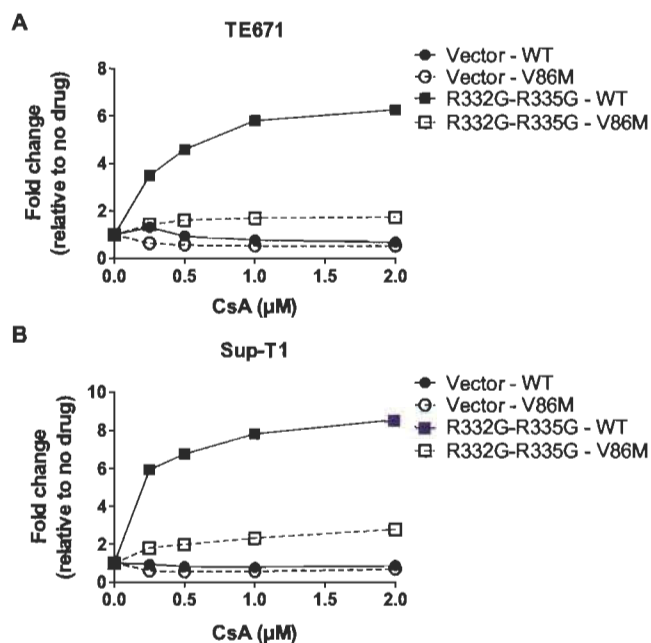 A
TE671
Fold change
(relative to no drug)
8
6
4
2
0
0.0 0.5 1.0 1.5 2.0
CsA (µM)
Vector - WT
Vector - V86M
R332G-R335G - WT
R332G-R335G - V86M
B
Sup-T1
Fold change
(relative to no drug)
10
8
6
4
2
0
0.0 0.5 1.0 1.5 2.0
CsA (µM)
Vector - WT
Vector - V86M
R332G-R335G - WT
R332G-R335G - V86M